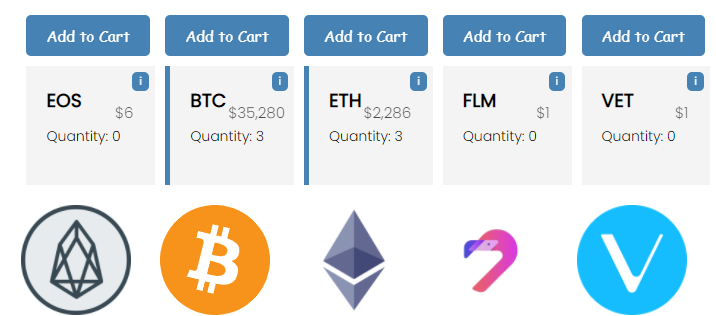 Add to Cart Add to Cart Add to Cart Add to Cart Add to Cart
i i i i i
EOS BTC ETH FLM VET
$6 $35,280 $2,286 $1 $1
Quantity: 0 Quantity: 3 Quantity: 3 Quantity: 0 Quantity: 0